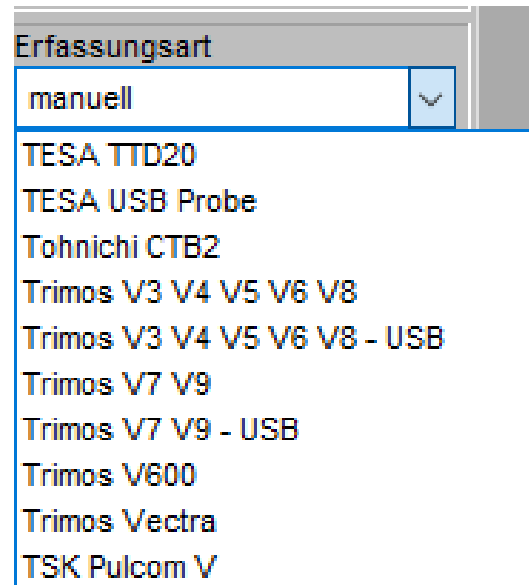 Erfassungsart
manuell
TESA TTD20
TESA USB Probe
Tohnichi CTB2
Trimos V3 V4 V5 V6 V8
Trimos V3 V4 V5 V6 V8 - USB
Trimos V7 V9
Trimos V7 V9 - USB
Trimos V600
Trimos Vectra
TSK Pulcom V